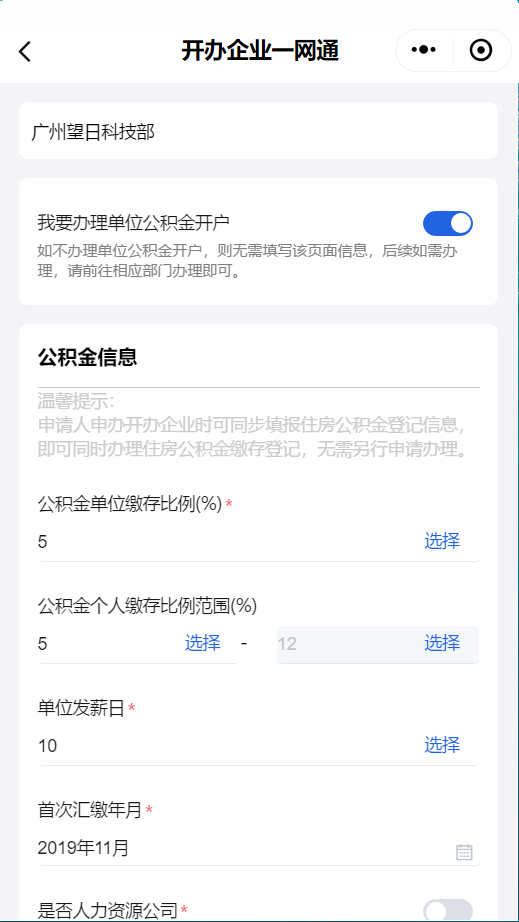 开办企业一网通
广州望日科技部
我要办理单位公积金开户
如不办理单位公积金开户，则无需填写该页面信息，后续如需办
理，请前往相应部门办理即可。
公积金信息
温馨提示：
申请人申办开办企业时可同步填报住房公积金登记信息，
即可同时办理住房公积金缴存登记，无需另行申请办理。
公积金单位缴存比例(%)*
5 选择
公积金个人缴存比例范围(%)
5 选择 - 12 选择
单位发薪日*
10 选择
首次汇缴年月*
2019年11月
是否人力资源公司*